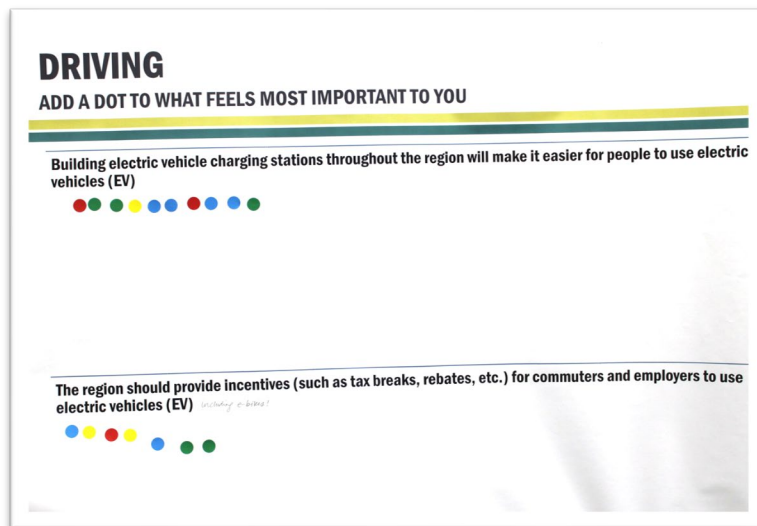 DRIVING
ADD A DOT TO WHAT FEELS MOST IMPORTANT TO YOU
Building electric vehicle charging stations throughout the region will make it easier for people to use electric
vehicles (EV)
The region should provide incentives (such as tax breaks, rebates, etc.) for commuters and employers to use
electric vehicles (EV) including e-bikes!